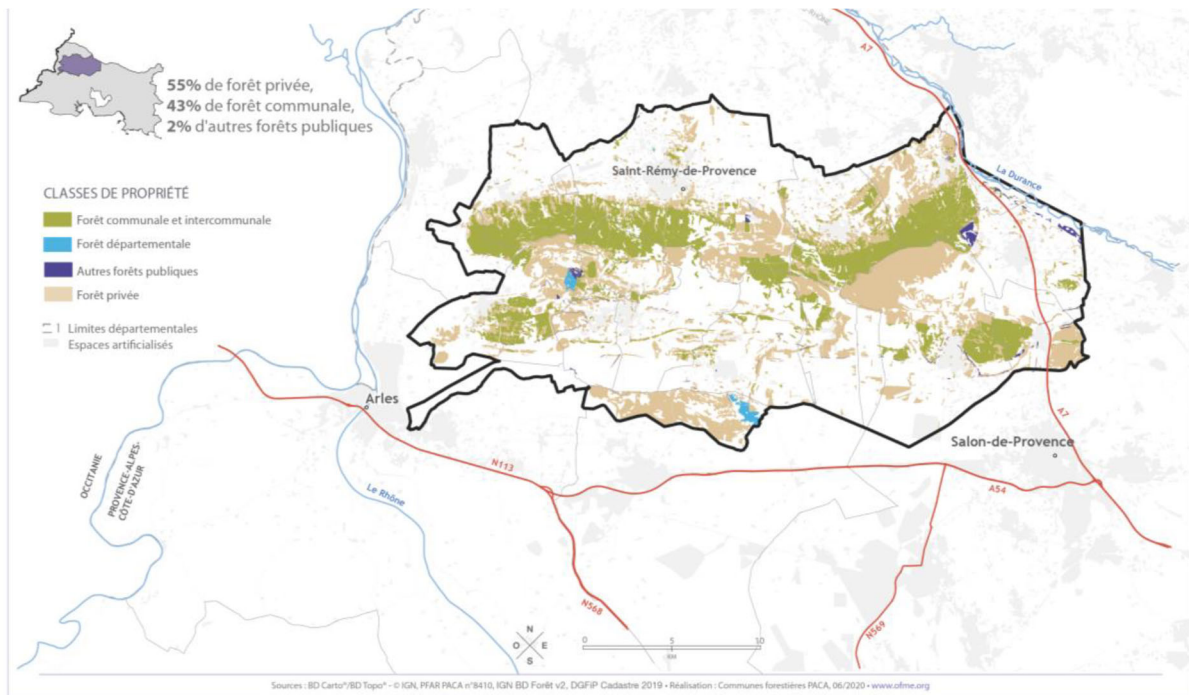 55% de forêt privée,
43% de forêt communale,
2% d'autres forêts publiques
CLASSES DE PROPRIÉTÉ
Forêt communale et intercommunale
Forêt départementale
Autres forêts publiques
Forêt privée
Limites départementales
Espaces artificialisés
RHÔNE
A7
Saint-Rémy-de-Provence
La Durance
Arles
A7
Salon-de-Provence
OCCITANIE
PROVENCE-ALPES-
CÔTE-D'AZUR
Le Rhône
N113
A54
N568
N569
N
O E
S
0 5 10
Sources : BD Carto®/BD Topo® - © IGN, PFAR PACA n°8410, IGN BD Forêt v2, DGFiP Cadastre 2019 • Réalisation : Communes forestières PACA, 06/2020 • www.ofme.org